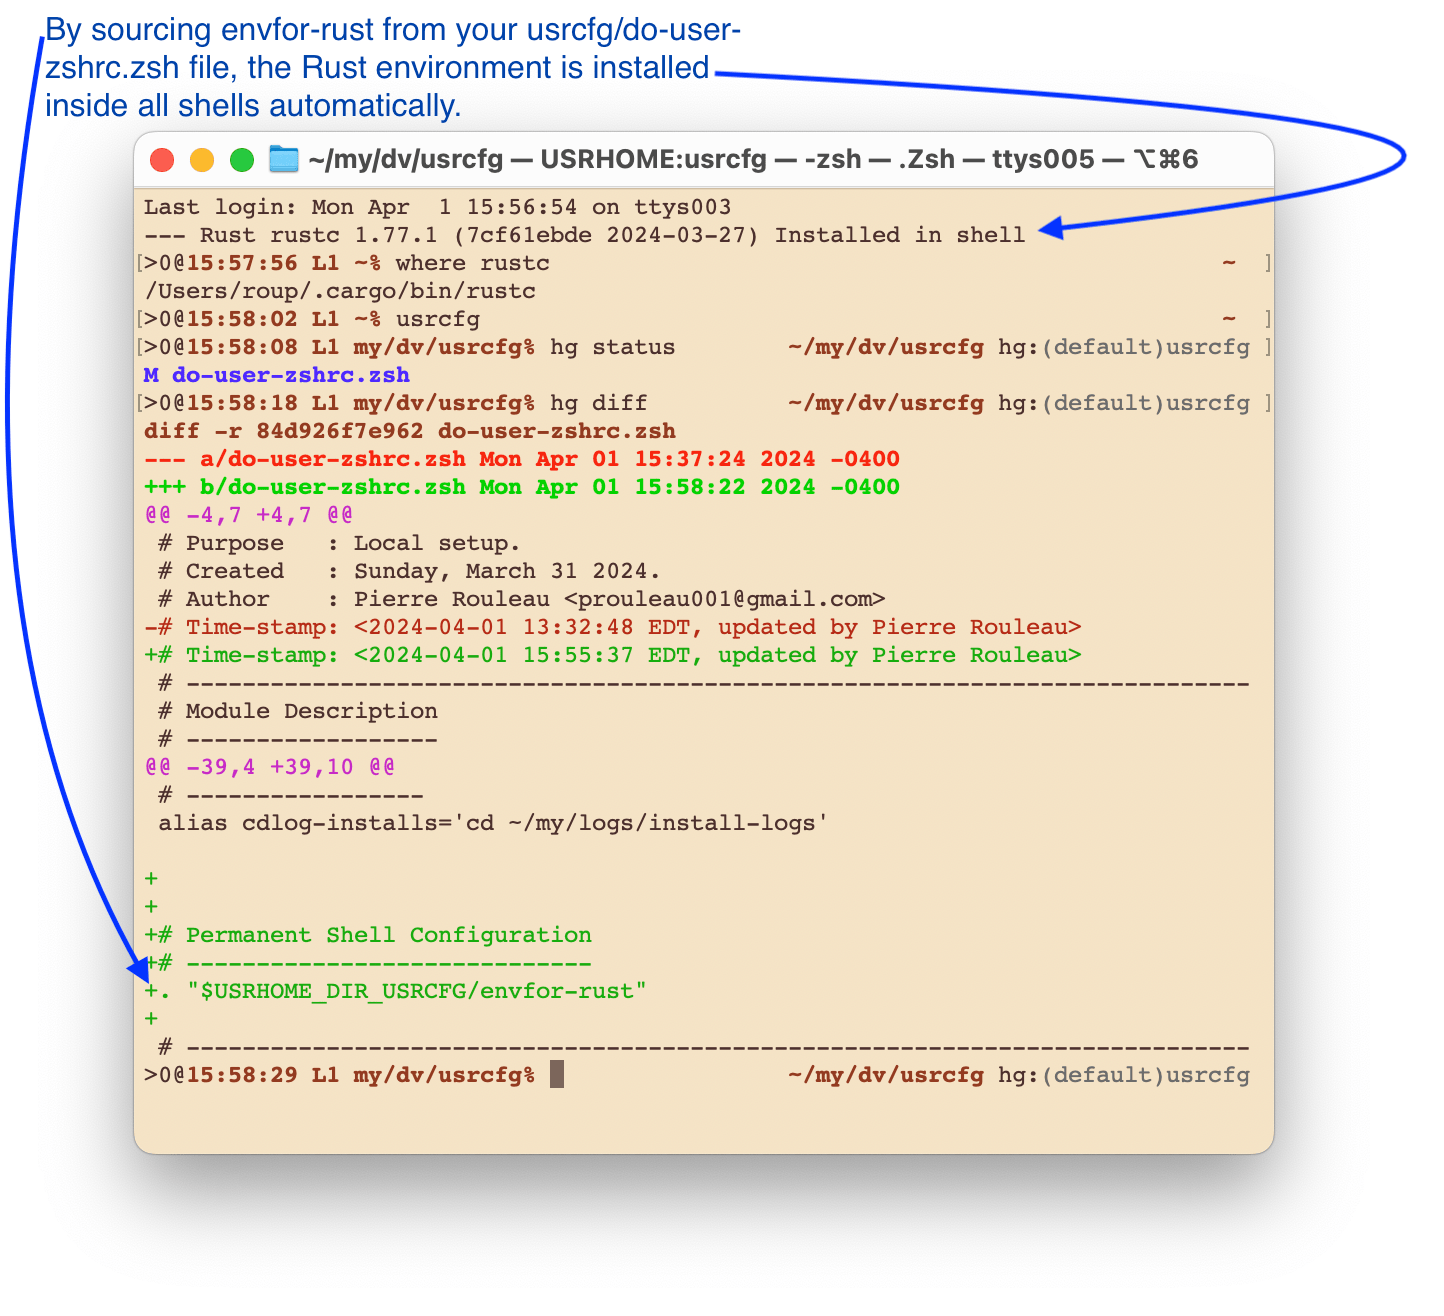 By sourcing envfor-rust from your usrcfg/do-user-
zshrc.zsh file, the Rust environment is installed
inside all shells automatically.
~/my/dv/usrcfg — USRHOME:usrcfg — -zsh — .Zsh — ttys005 — ⌥⌘6
Last login: Mon Apr  1 15:56:54 on ttys003
--- Rust rustc 1.77.1 (7cf61ebde 2024-03-27) Installed in shell
[>0@15:57:56 L1 ~% where rustc                                                ~  ]
/Users/roup/.cargo/bin/rustc
[>0@15:58:02 L1 ~% usrcfg                                                     ~  ]
[>0@15:58:08 L1 my/dv/usrcfg% hg status        ~/my/dv/usrcfg hg:(default)usrcfg ]
M do-user-zshrc.zsh
[>0@15:58:18 L1 my/dv/usrcfg% hg diff          ~/my/dv/usrcfg hg:(default)usrcfg ]
diff -r 84d926f7e962 do-user-zshrc.zsh
--- a/do-user-zshrc.zsh Mon Apr 01 15:37:24 2024 -0400
+++ b/do-user-zshrc.zsh Mon Apr 01 15:58:22 2024 -0400
@@ -4,7 +4,7 @@
 # Purpose   : Local setup.
 # Created   : Sunday, March 31 2024.
 # Author    : Pierre Rouleau <prouleau001@gmail.com>
-# Time-stamp: <2024-04-01 13:32:48 EDT, updated by Pierre Rouleau>
+# Time-stamp: <2024-04-01 15:55:37 EDT, updated by Pierre Rouleau>
 # ----------------------------------------------------------------------------
 # Module Description
 # ------------------
@@ -39,4 +39,10 @@
 # -----------------
 alias cdlog-installs='cd ~/my/logs/install-logs'
+
+
+# Permanent Shell Configuration
+# -----------------------------
+. "$USRHOME_DIR_USRCFG/envfor-rust"
+
 # ----------------------------------------------------------------------------
>0@15:58:29 L1 my/dv/usrcfg%                  ~/my/dv/usrcfg hg:(default)usrcfg